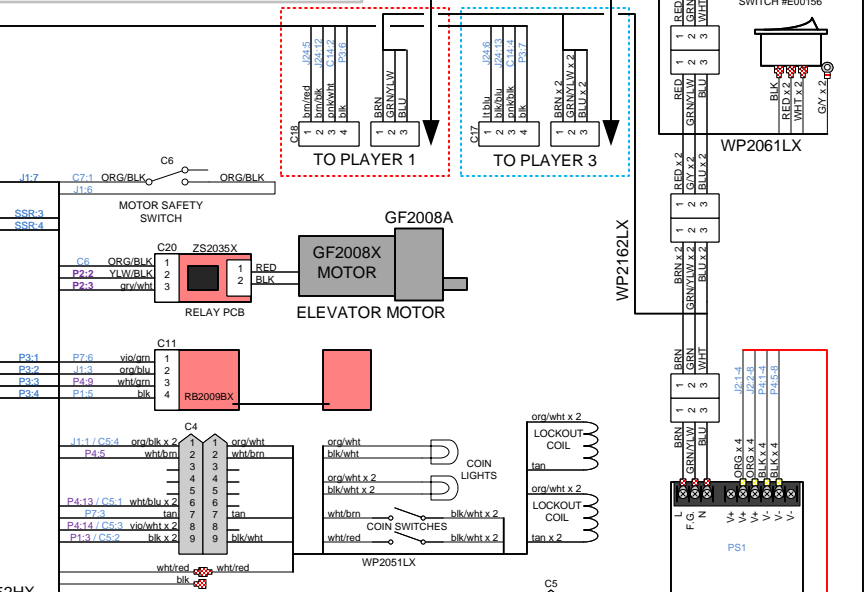 SWITCH #E00156
RED
GRN
WHT
1 2 3
1 2 3
J24:5
J24:12
C14:2
P3:6
brn/red
brn/blk
pnk/wht
blk
BRN
GRN/YLW
BLU
C18
1 2 3 4
1 2 3
TO PLAYER 1
J24:6
J24:13
C14:4
P3:7
lt blu
blk/blu
pnk/blk
blk
BRN x 2
GRN/YLW x 2
BLU x 2
C17
1 2 3 4
1 2 3
TO PLAYER 3
RED
GRN/YLW
BLU
BLK
RED x 2
WHT x 2
G/Y x 2
WP2061LX
C6
J1:7
C7:1 ORG/BLK
ORG/BLK
J1:6
MOTOR SAFETY
SWITCH
SSR:3
SSR:4
RED x 2
G/Y x 2
BLU x 2
1 2 3
1 2 3
GF2008A
C20
ZS2035X
C6 ORG/BLK 1
P2:2 YLW/BLK 2
P2:3 gry/wht 3
1 RED
2 BLK
GF2008X
MOTOR
RELAY PCB
ELEVATOR MOTOR
WP2162LX
BRN x 2
GRN/YLW x 2
BLU x 2
C11
P3:1 P7:6 vio/grn 1
P3:2 J1:3 org/blu 2
P3:3 P4:9 wht/grn 3
P3:4 P1:5 blk 4
RB2009BX
BRN
GRN
WHT
1 2 3
1 2 3
J2:1-4
J2:2-8
P4:1-4
P4:5-8
C4
J1:1 / C5:4 org/blk x 2 1 1 org/wht
P4:5 wht/brn 2 2 wht/brn
3 3
4 4
5 5
P4:13 / C5:1 wht/blu x 2 6 6
P7:3 tan 7 7 tan
P4:14 / C5:3 vio/wht x 2 8 8
P1:3 / C5:2 blk x 2 9 9 blk/wht
wht/red
wht/red
blk
org/wht
blk/wht
org/wht x 2
blk/wht x 2
COIN
LIGHTS
wht/brn
blk/wht x 2
COIN SWITCHES
wht/red
blk/wht x 2
WP2051LX
org/wht x 2
LOCKOUT
COIL
tan
org/wht x 2
LOCKOUT
COIL
tan x 2
C5
BRN
GRN/YLW
BLU
ORG x 4
ORG x 4
BLK x 4
BLK x 4
L
F.G.
N
V+
V+
V+
V-
V-
V-
PS1